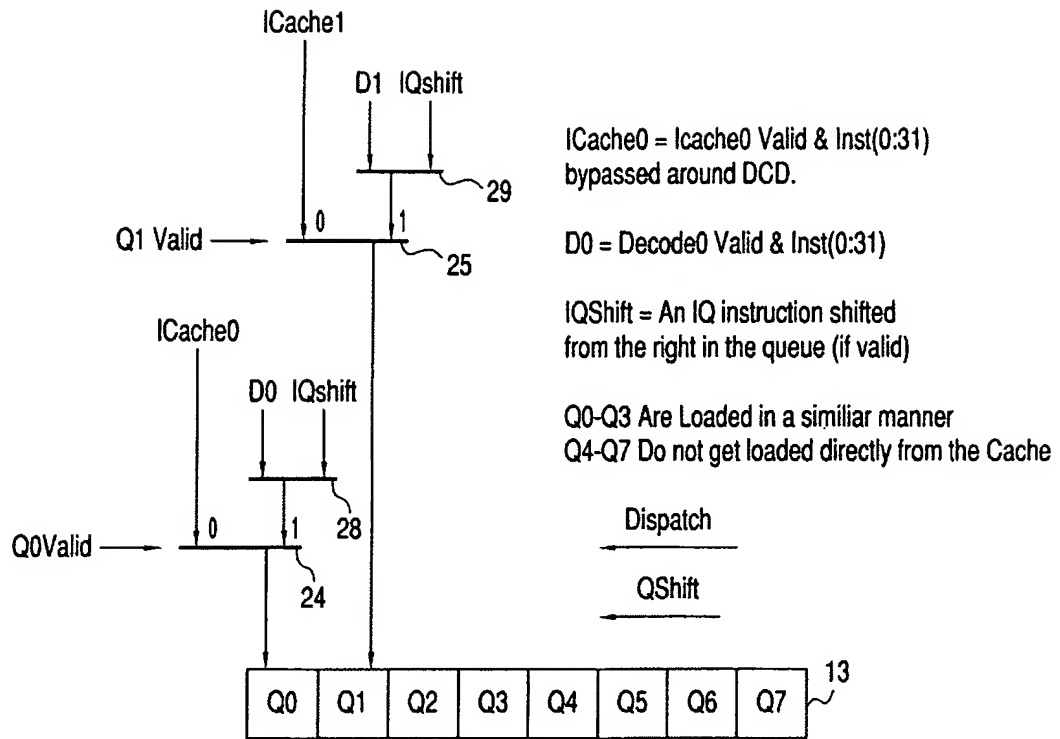 ICache1
D1 IQshift
29
0 1
Q1 Valid
25
ICache0
D0 IQshift
28
0 1
Q0Valid
24
ICache0 = Icache0 Valid & Inst(0:31)
bypassed around DCD.
D0 = Decode0 Valid & Inst(0:31)
IQShift = An IQ instruction shifted
from the right in the queue (if valid)
Q0-Q3 Are Loaded in a similiar manner
Q4-Q7 Do not get loaded directly from the Cache
Dispatch
QShift
13
Q0 Q1 Q2 Q3 Q4 Q5 Q6 Q7